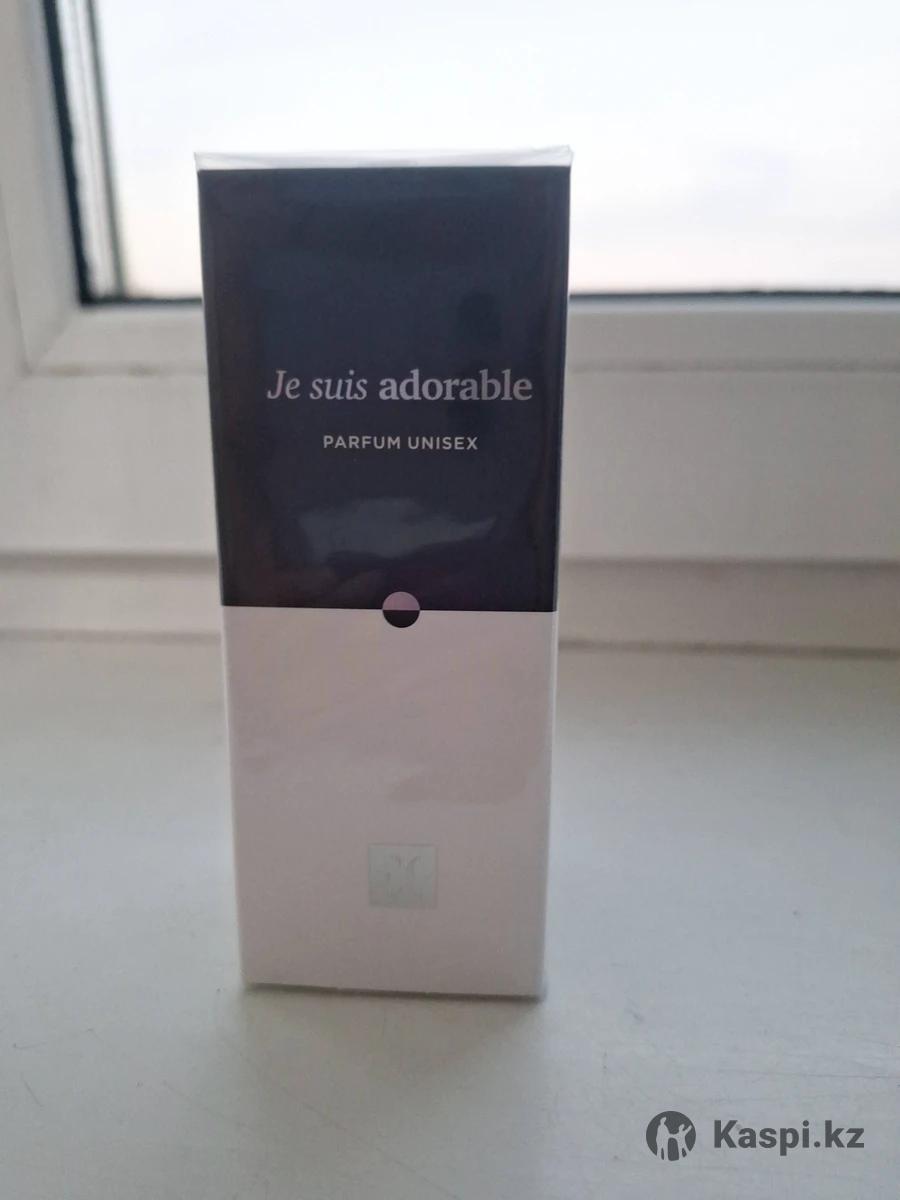 Je suis adorable
PARFUM UNISEX
Kaspi.kz